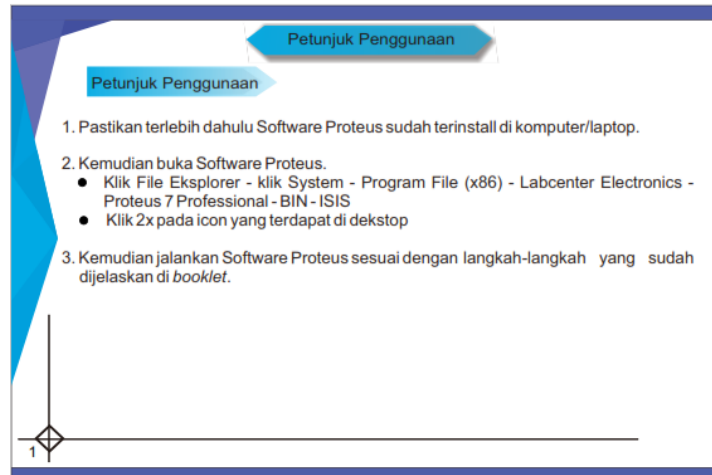 Petunjuk Penggunaan
Petunjuk Penggunaan
1. Pastikan terlebih dahulu Software Proteus sudah terinstall di komputer/laptop.
2. Kemudian buka Software Proteus.
● Klik File Eksplorer - klik System - Program File (x86) - Labcenter Electronics -
Proteus 7 Professional - BIN - ISIS
● Klik 2x pada icon yang terdapat di dekstop
3. Kemudian jalankan Software Proteus sesuai dengan langkah-langkah yang sudah
dijelaskan di booklet.
1